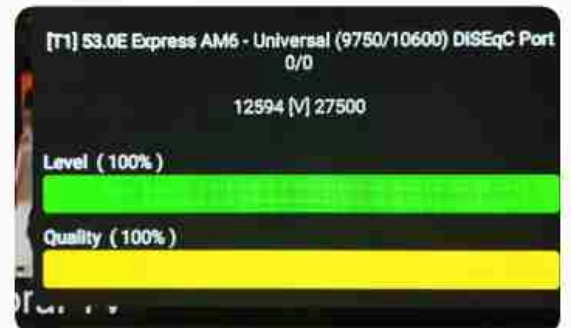 [T1] 53.0E Express AM6 - Universal (9750/10600) DiSEqC Port
0/0
12594 [V] 27500
Level ( 100% )
Quality ( 100% )